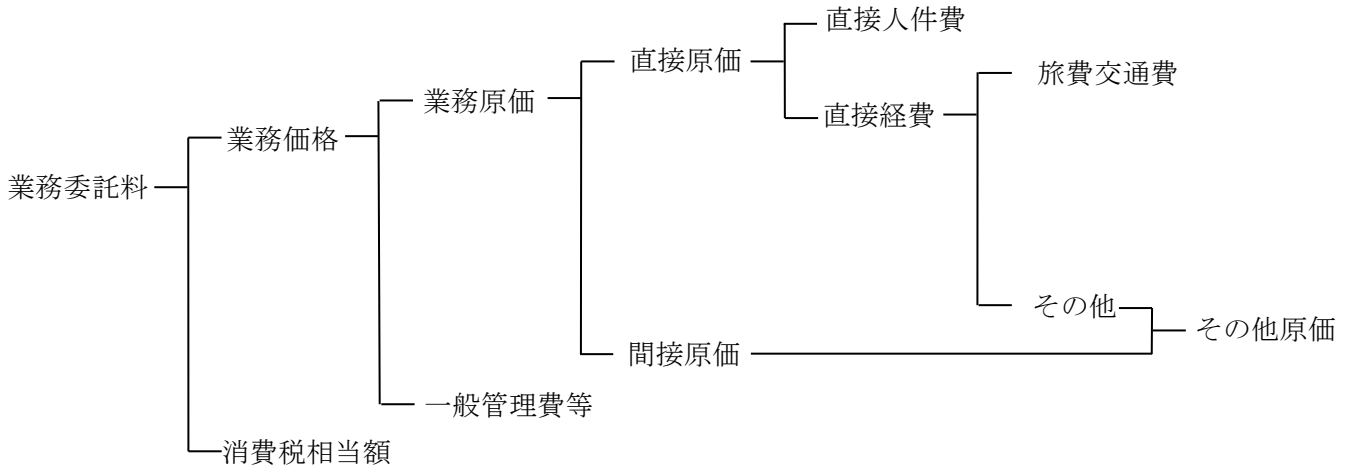 直接人件費
直接原価
旅費交通費
業務原価
直接経費
業務価格
業務委託料
その他
その他原価
間接原価
一般管理費等
消費税相当額